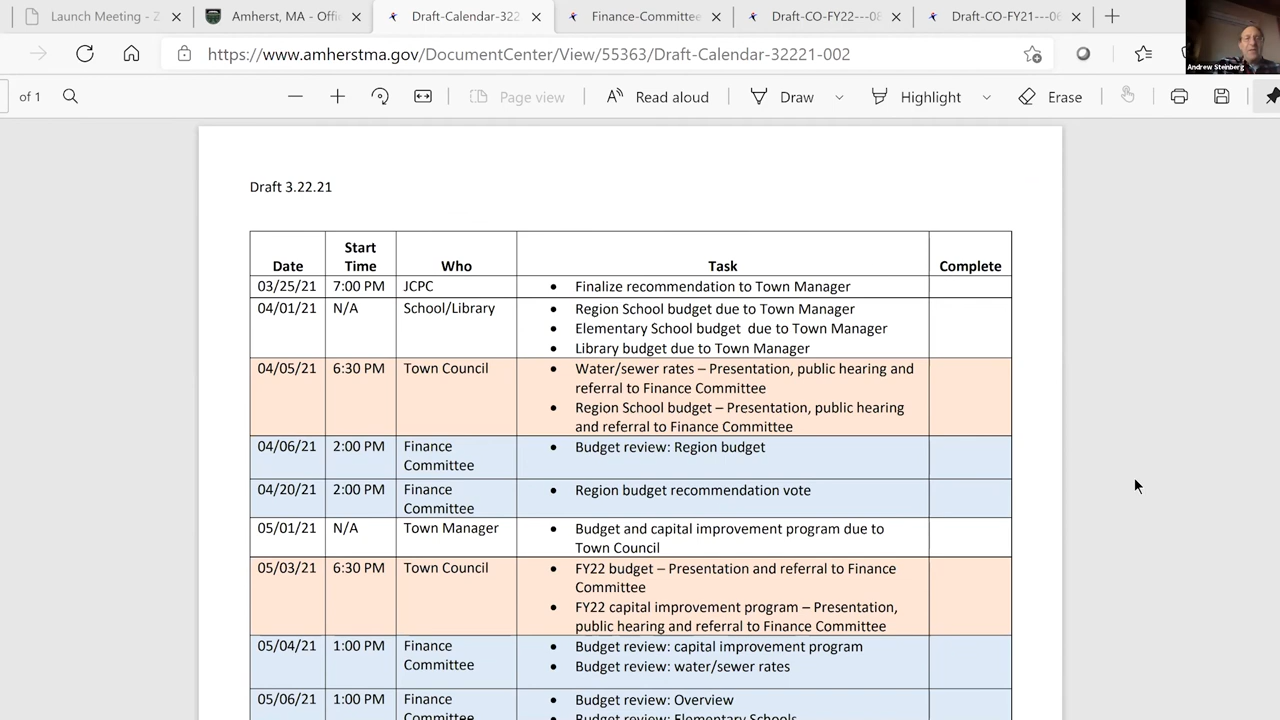 Launch Meeting - Z
Amherst, MA - Offi
Draft-Calendar-322
Finance-Committee
Draft-CO-FY22---08
Draft-CO-FY21---06
https://www.amherstma.gov/DocumentCenter/View/55363/Draft-Calendar-32221-002
Andrew Steinberg
of 1
Page view
Read aloud
Draw
Highlight
Erase
Draft 3.22.21
Date Start Time Who Task Complete
03/25/21 7:00 PM JCPC • Finalize recommendation to Town Manager
04/01/21 N/A School/Library • Region School budget due to Town Manager
• Elementary School budget due to Town Manager
• Library budget due to Town Manager
04/05/21 6:30 PM Town Council • Water/sewer rates – Presentation, public hearing and
referral to Finance Committee
• Region School budget – Presentation, public hearing
and referral to Finance Committee
04/06/21 2:00 PM Finance • Budget review: Region budget
Committee
04/20/21 2:00 PM Finance • Region budget recommendation vote
Committee
05/01/21 N/A Town Manager • Budget and capital improvement program due to
Town Council
05/03/21 6:30 PM Town Council • FY22 budget – Presentation and referral to Finance
Committee
• FY22 capital improvement program – Presentation,
public hearing and referral to Finance Committee
05/04/21 1:00 PM Finance • Budget review: capital improvement program
Committee • Budget review: water/sewer rates
05/06/21 1:00 PM Finance • Budget review: Overview
Committee • Budget review: Elementary Schools